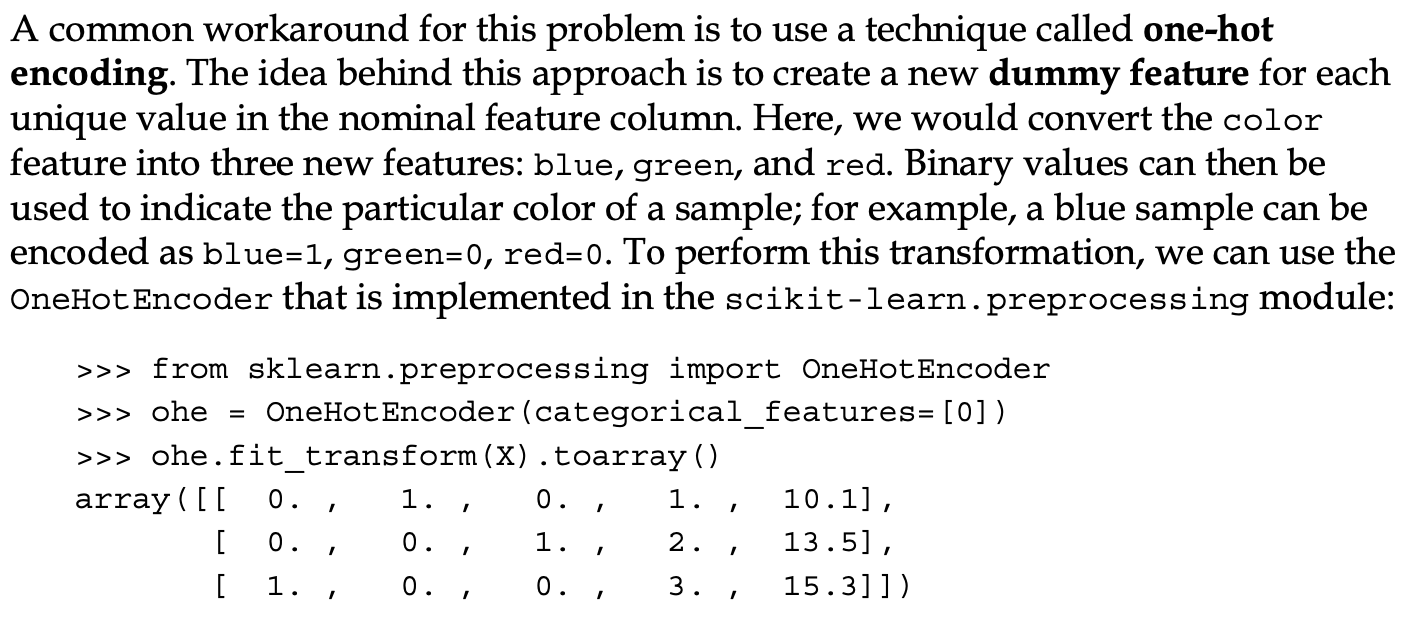 A common workaround for this problem is to use a technique called one-hot
encoding. The idea behind this approach is to create a new dummy feature for each
unique value in the nominal feature column. Here, we would convert the color
feature into three new features: blue, green, and red. Binary values can then be
used to indicate the particular color of a sample; for example, a blue sample can be
encoded as blue=1, green=0, red=0. To perform this transformation, we can use the
OneHotEncoder that is implemented in the scikit-learn.preprocessing module:
>>> from sklearn.preprocessing import OneHotEncoder
>>> ohe = OneHotEncoder(categorical_features=[0])
>>> ohe.fit_transform(X).toarray()
array([[  0. ,   1. ,   0. ,   1. ,  10.1],
       [  0. ,   0. ,   1. ,   2. ,  13.5],
       [  1. ,   0. ,   0. ,   3. ,  15.3]])